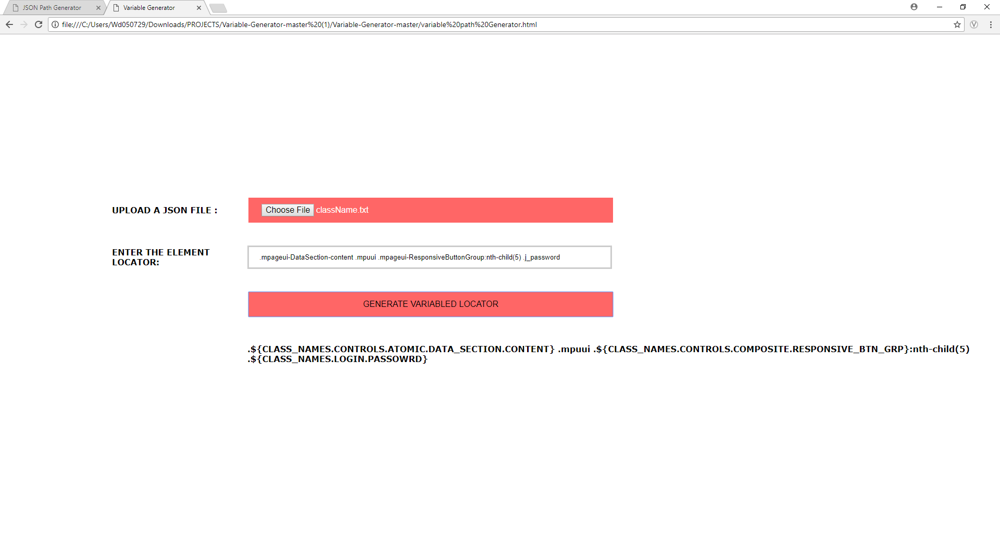 JSON Path Generator
Variable Generator
file:///C:/Users/Wd050729/Downloads/PROJECTS/Variable-Generator-master%20(1)/Variable-Generator-master/variable%20path%20Generator.html
V
UPLOAD A JSON FILE :
Choose File className.txt
ENTER THE ELEMENT
LOCATOR:
.mpageui-DataSection-content .mpuui .mpageui-ResponsiveButtonGroup:nth-child(5) .j_password
GENERATE VARIABLED LOCATOR
.${CLASS_NAMES.CONTROLS.ATOMIC.DATA_SECTION.CONTENT} .mpuui .${CLASS_NAMES.CONTROLS.COMPOSITE.RESPONSIVE_BTN_GRP}:nth-child(5)
.${CLASS_NAMES.LOGIN.PASSOWRD}